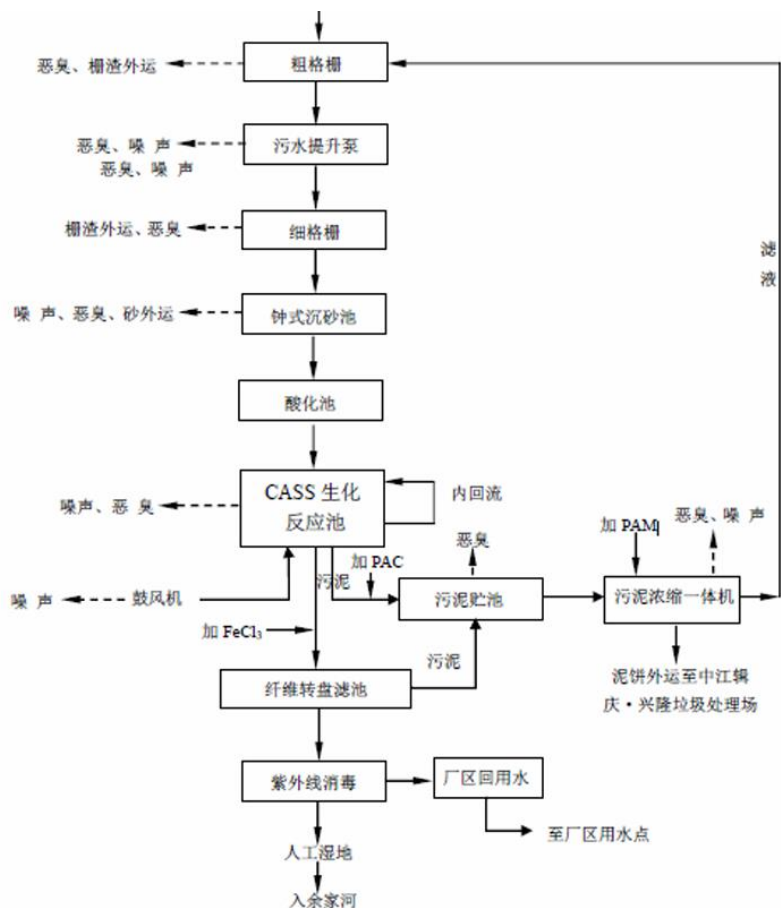 粗格栅
恶臭、栅渣外运
污水提升泵
恶臭、噪 声
恶臭、噪 声
细格栅
栅渣外运、恶臭
滤液
钟式沉砂池
噪 声、恶臭、砂外运
酸化池
CASS 生化
反应池
内回流
噪声、恶 臭
加 PAM
恶臭、噪 声
恶臭
加 PAC
污泥
鼓风机
噪 声
污泥贮池
污泥浓缩一体机
加 FeCl₃
污泥
泥饼外运至中江辑
庆·兴隆垃圾处理场
纤维转盘滤池
紫外线消毒
厂区回用水
至厂区用水点
人工湿地
入余家河